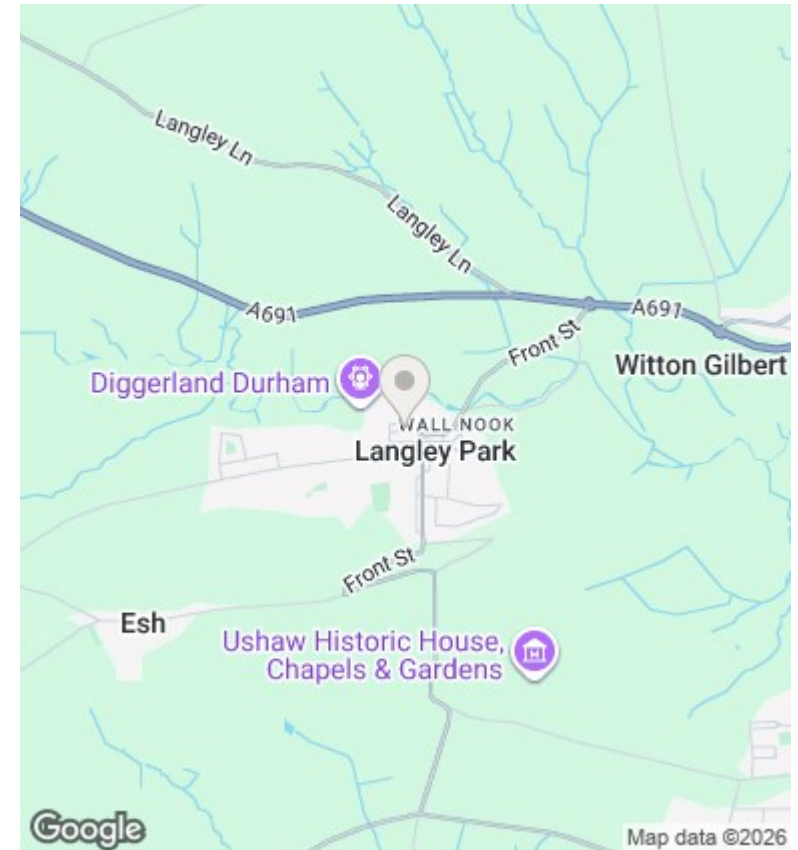 Langley Ln
Langley Ln
A691
A691
Front St
Diggerland Durham
Witton Gilbert
WALL NOOK
Langley Park
Front St
Esh
Ushaw Historic House,
Chapels & Gardens
Google
Map data ©2026